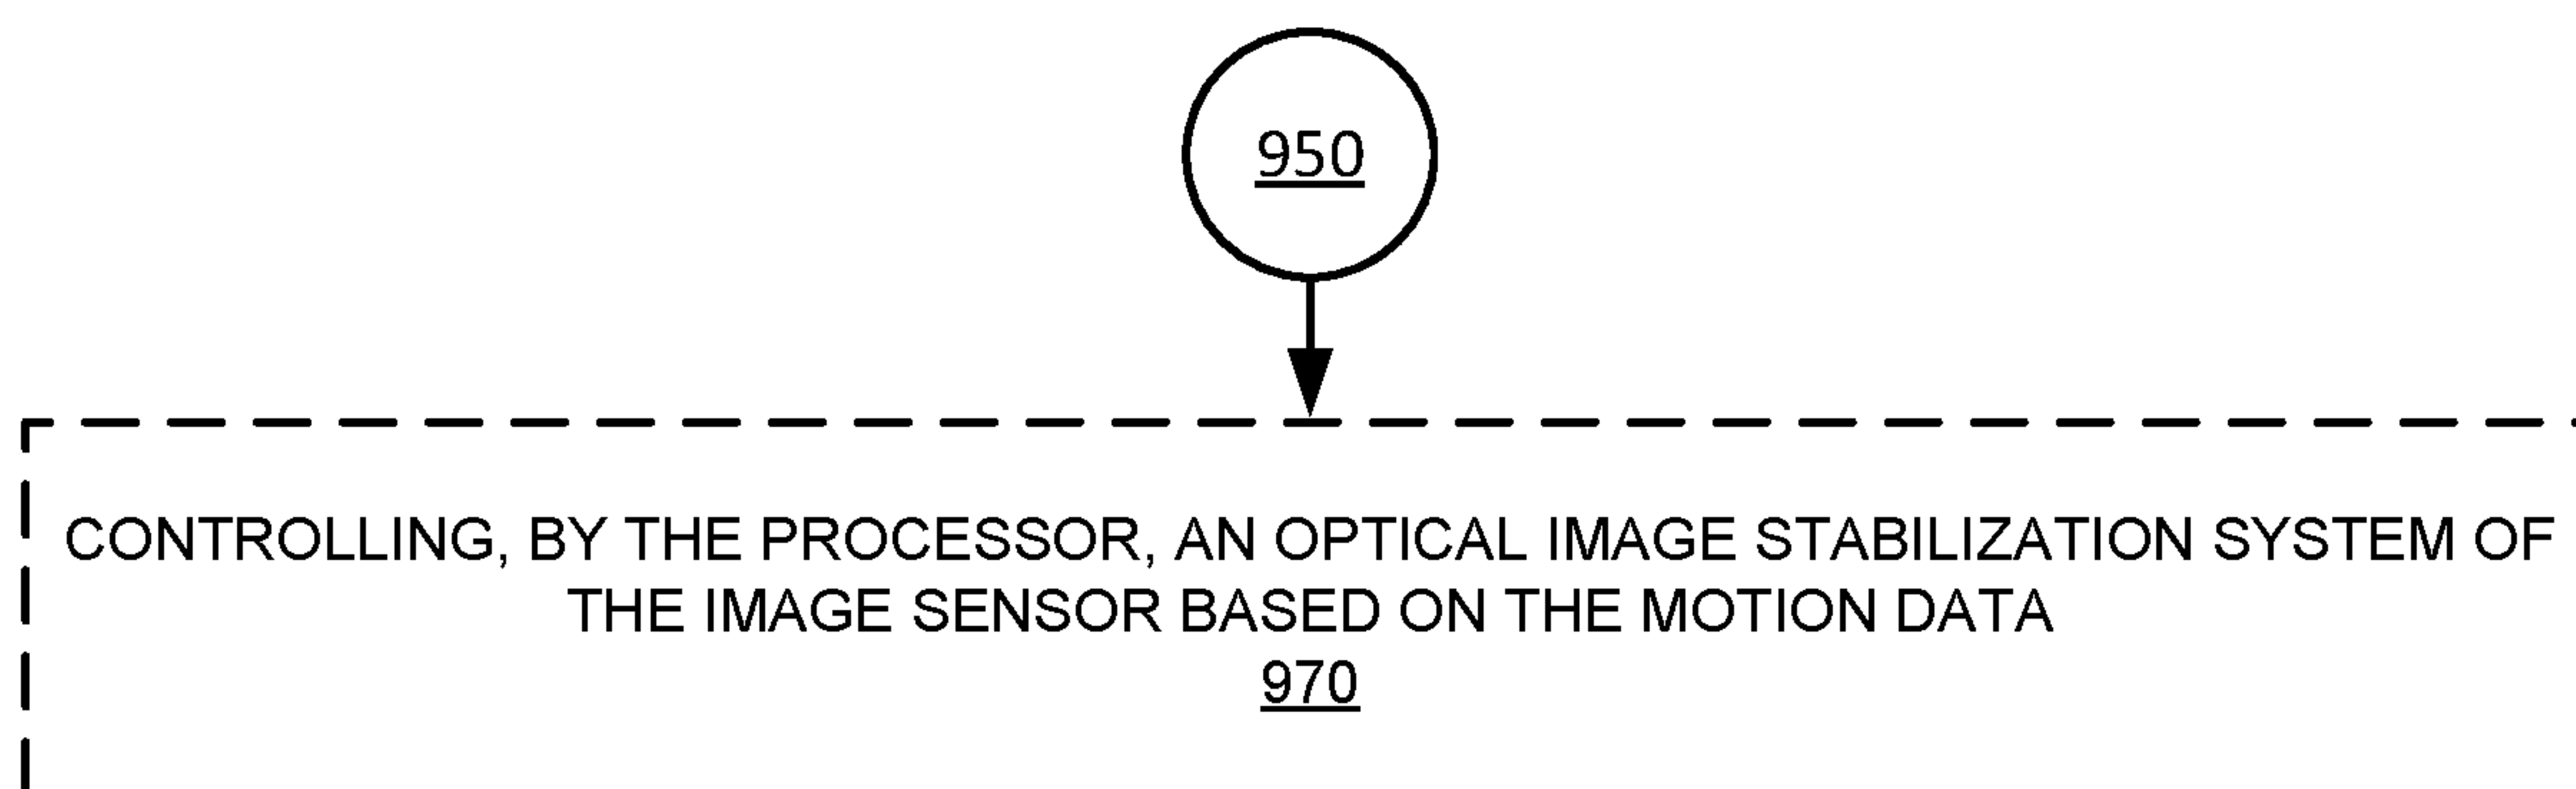 950
CONTROLLING, BY THE PROCESSOR, AN OPTICAL IMAGE STABILIZATION SYSTEM OF
THE IMAGE SENSOR BASED ON THE MOTION DATA
970